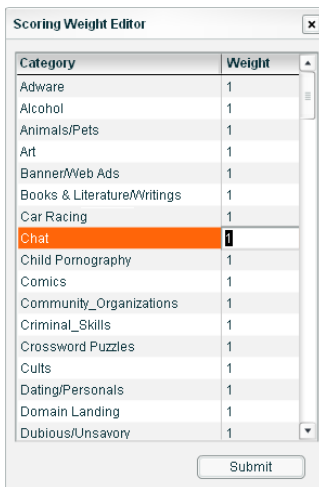 Scoring Weight Editor
Category Weight
Adware 1
Alcohol 1
Animals/Pets 1
Art 1
Banner/Web Ads 1
Books & Literature/Writings 1
Car Racing 1
Chat 1
Child Pornography 1
Comics 1
Community_Organizations 1
Criminal_Skills 1
Crossword Puzzles 1
Cults 1
Dating/Personals 1
Domain Landing 1
Dubious/Unsavory 1
Submit